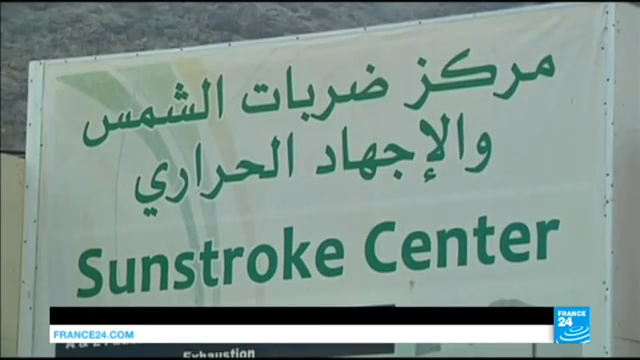 مركز ضربات الشمس
والإجهاد الحراري
Sunstroke Center
FRANCE24.COM
FRANCE
24
Exhaustion